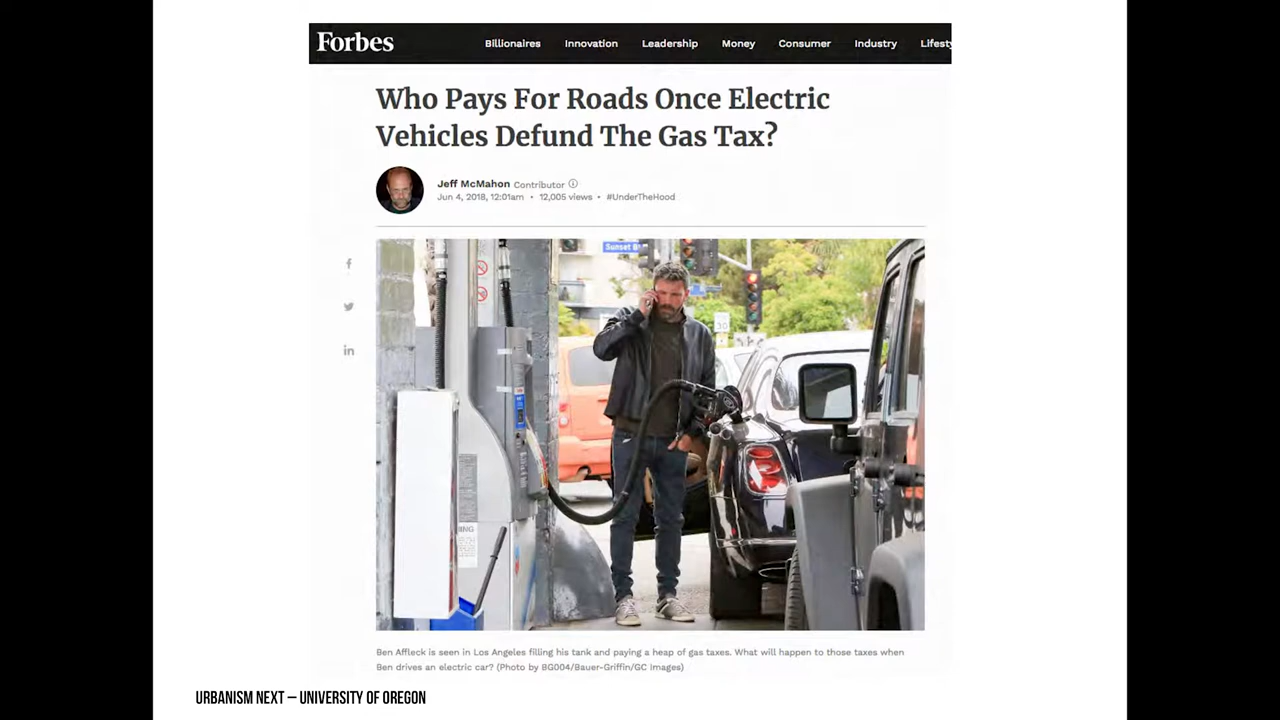 Forbes
Billionaires Innovation Leadership Money Consumer Industry Lifesty
Who Pays For Roads Once Electric
Vehicles Defund The Gas Tax?
Jeff McMahon Contributor
Jun 4, 2018, 12:01am • 12,005 views • #UnderTheHood
Sunset B
30
Ben Affleck is seen in Los Angeles filling his tank and paying a heap of gas taxes. What will happen to those taxes when
Ben drives an electric car? (Photo by BG004/Bauer-Griffin/GC Images)
URBANISM NEXT – UNIVERSITY OF OREGON